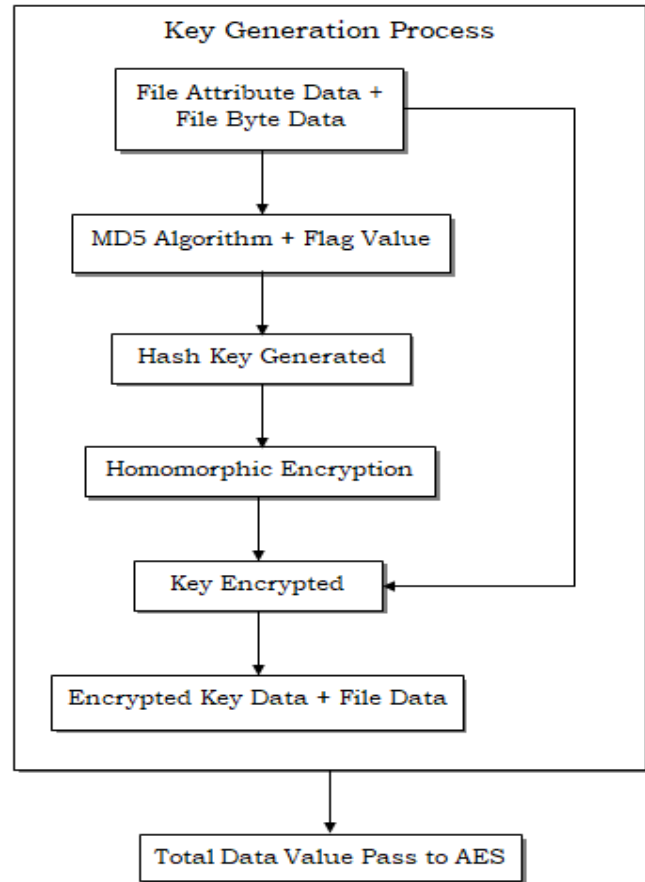 Key Generation Process
File Attribute Data +
File Byte Data
MD5 Algorithm + Flag Value
Hash Key Generated
Homomorphic Encryption
Key Encrypted
Encrypted Key Data + File Data
Total Data Value Pass to AES